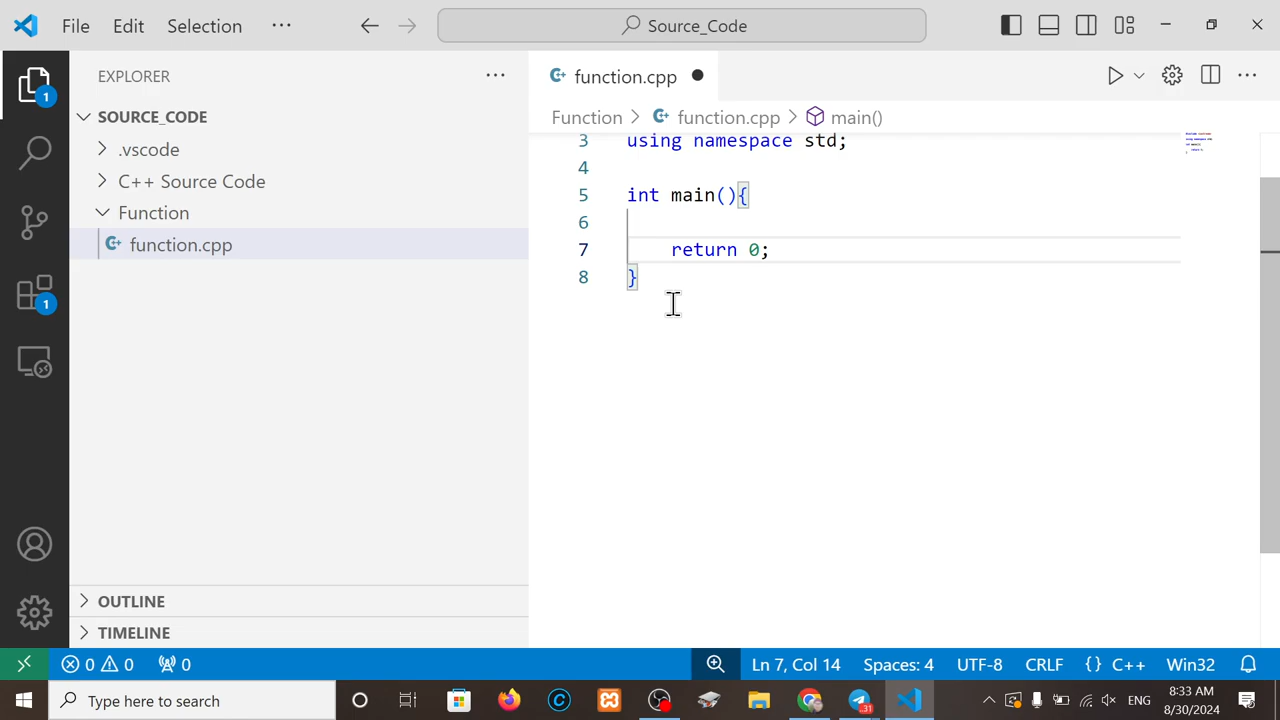 File Edit Selection ···
Source_Code
EXPLORER ···
SOURCE_CODE
.vscode
C++ Source Code
Function
function.cpp
OUTLINE
TIMELINE
1
1
function.cpp
Function > function.cpp > main()
3 using namespace std;
4
5 int main(){
6
7 return 0;
8 }
0 0 0 Ln 7, Col 14 Spaces: 4 UTF-8 CRLF {} C++ Win32
Type here to search
31
ENG
8:33 AM
8/30/2024